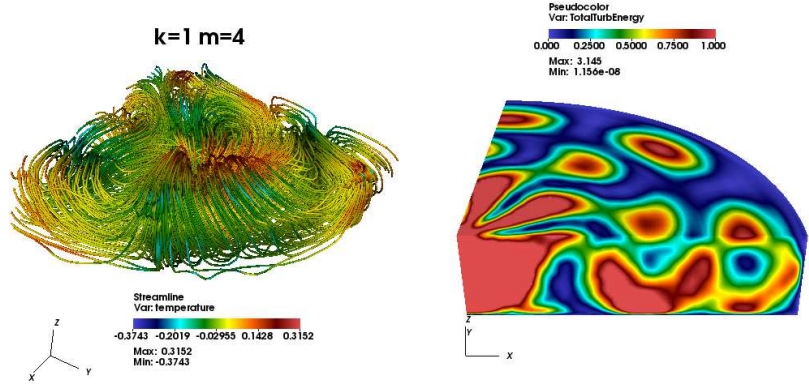 k=1 m=4
Streamline
Var: temperature
-0.3743 -0.2019 -0.02955 0.1428 0.3152
Max: 0.3152
Min: -0.3743
Z
X
Y
Pseudocolor
Var: TotalTurbEnergy
0.000 0.2500 0.5000 0.7500 1.000
Max: 3.145
Min: 1.156e-08
Z
Y
X